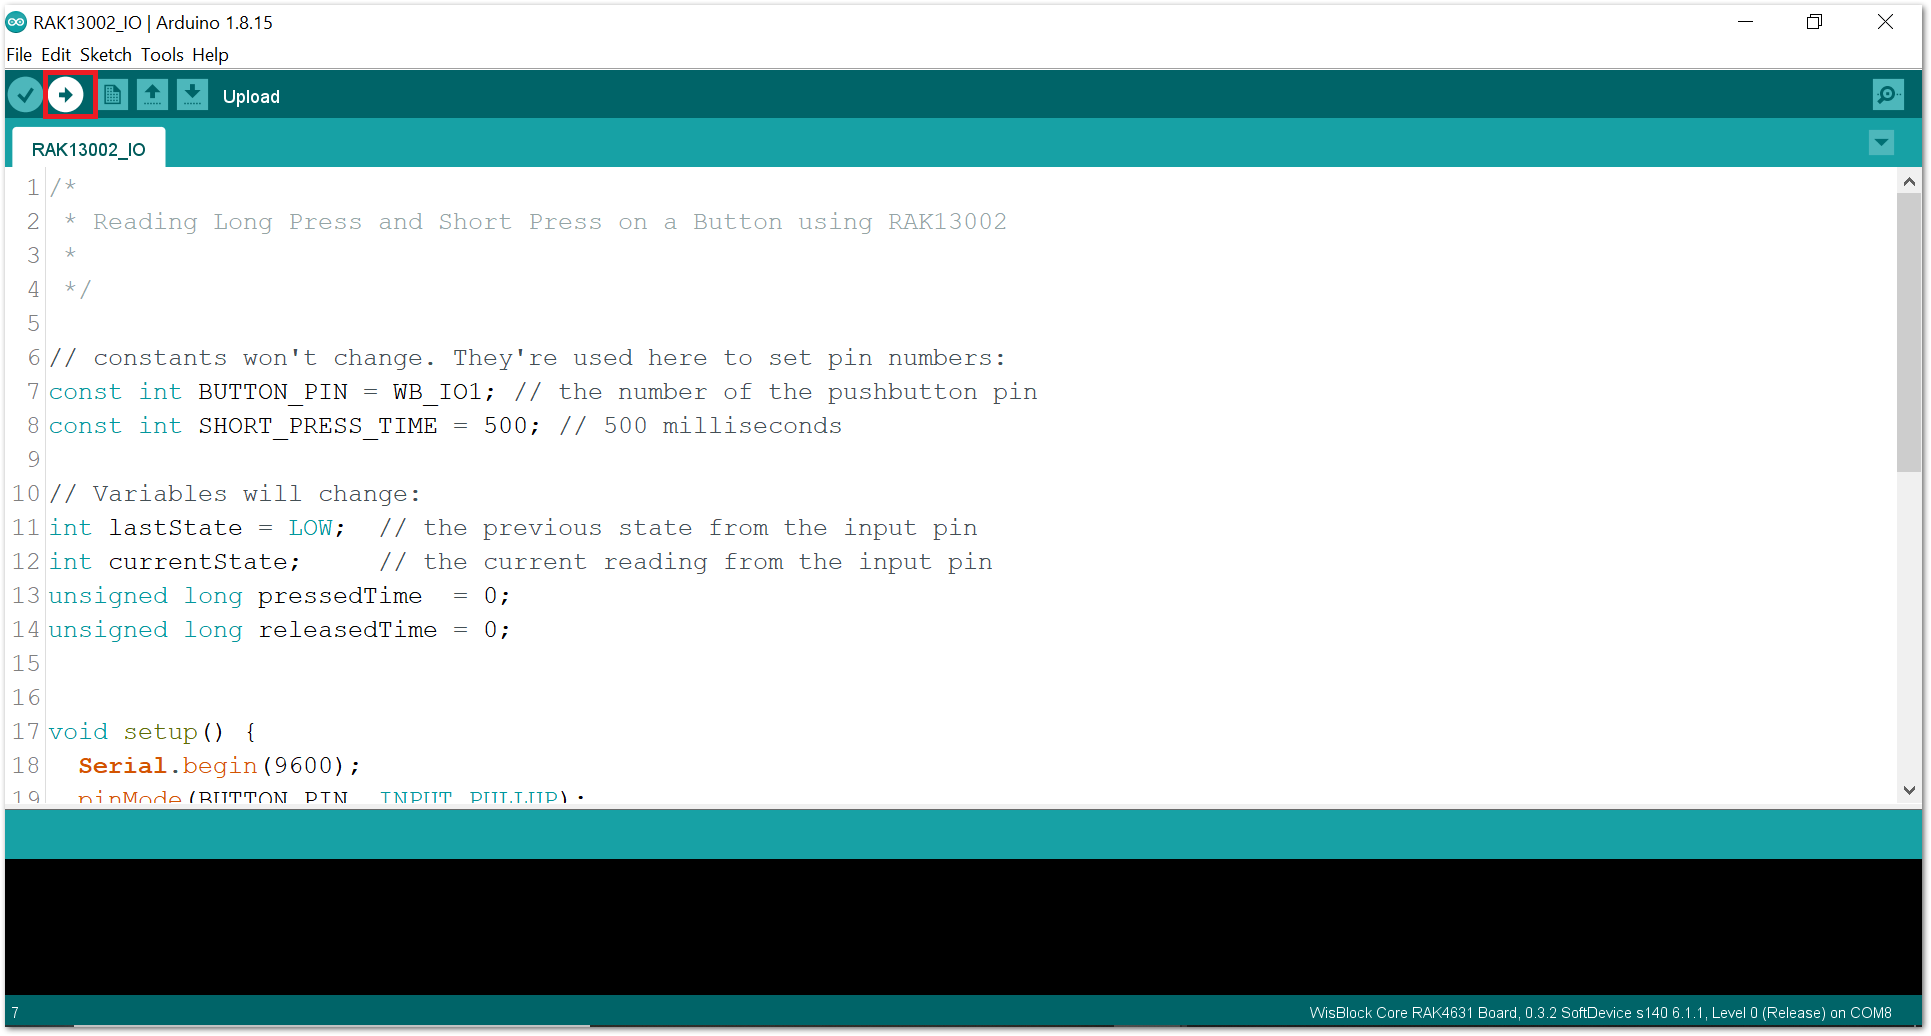 RAK13002_IO | Arduino 1.8.15
File Edit Sketch Tools Help
Upload
RAK13002_IO
1 /*
2  * Reading Long Press and Short Press on a Button using RAK13002
3  *
4  */
5
6 // constants won't change. They're used here to set pin numbers:
7 const int BUTTON_PIN = WB_IO1; // the number of the pushbutton pin
8 const int SHORT_PRESS_TIME = 500; // 500 milliseconds
9
10 // Variables will change:
11 int lastState = LOW;  // the previous state from the input pin
12 int currentState;     // the current reading from the input pin
13 unsigned long pressedTime  = 0;
14 unsigned long releasedTime = 0;
15
16
17 void setup() {
18   Serial.begin(9600);
19   pinMode(BUTTON_PIN, INPUT_PULLUP);
7
WisBlock Core RAK4631 Board, 0.3.2 SoftDevice s140 6.1.1, Level 0 (Release) on COM8